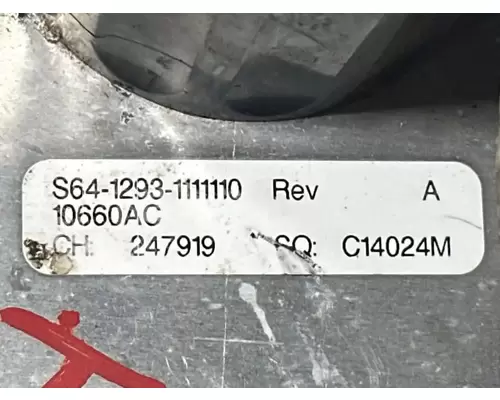 S64-1293-1111110 Rev A
10660AC
CH: 247919 SQ: C14024M